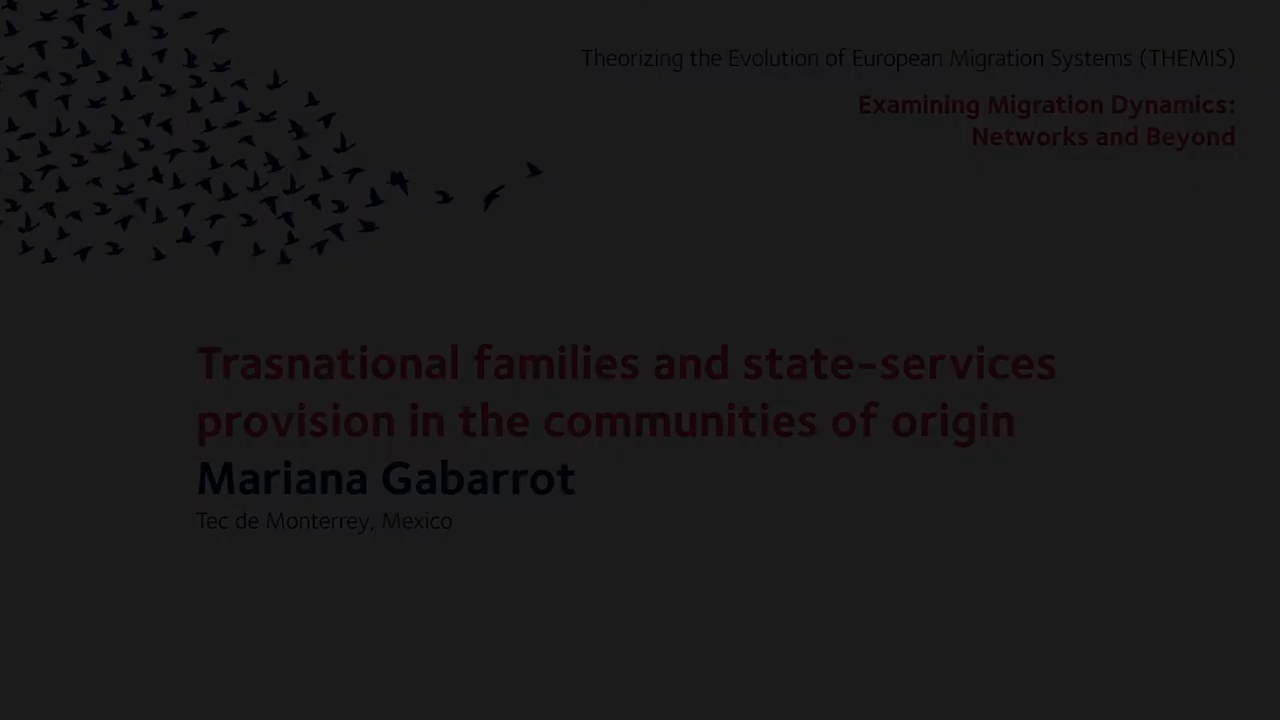 Theorizing the Evolution of European Migration Systems (THEMIS)
Examining Migration Dynamics:
Networks and Beyond
Trasnational families and state-services
provision in the communities of origin
Mariana Gabarrot
Tec de Monterrey, Mexico